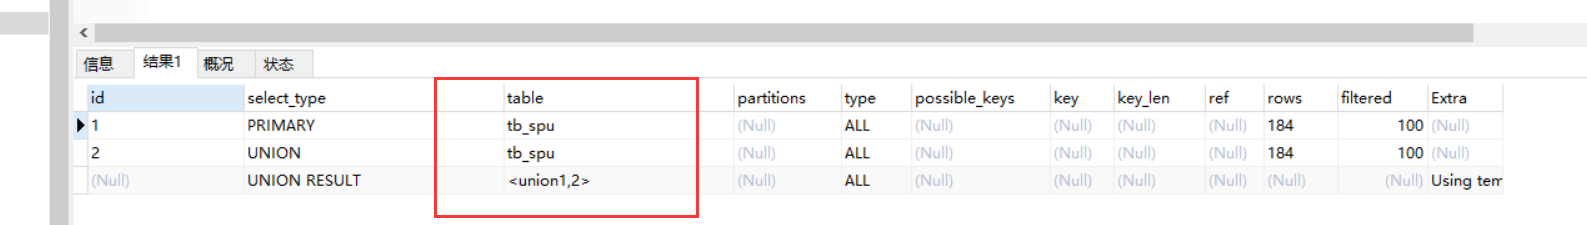 信息 结果1 概况 状态
id select_type table partitions type possible_keys key key_len ref rows filtered Extra
1 PRIMARY tb_spu (Null) ALL (Null) (Null) (Null) (Null) 184 100 (Null)
2 UNION tb_spu (Null) ALL (Null) (Null) (Null) (Null) 184 100 (Null)
(Null) UNION RESULT <union1,2> (Null) ALL (Null) (Null) (Null) (Null) (Null) (Null) Using tem